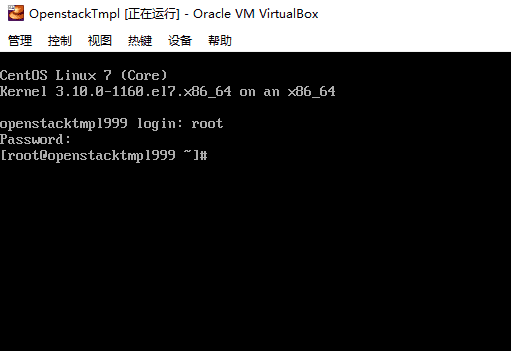 OpenstackTmpl [正在运行] - Oracle VM VirtualBox
管理 控制 视图 热键 设备 帮助
CentOS Linux 7 (Core)
Kernel 3.10.0-1160.el7.x86_64 on an x86_64
openstacktmpl999 login: root
Password:
[root@openstacktmpl999 ~]#